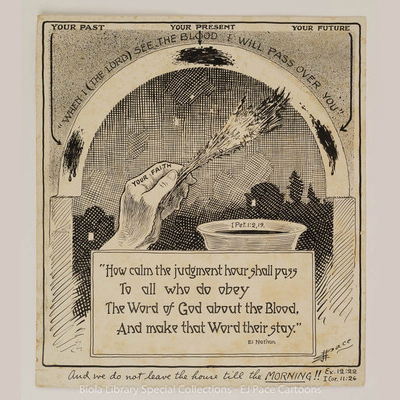 YOUR PAST
YOUR PRESENT
YOUR FUTURE
"WHEN I (THE LORD) SEE THE BLOOD I WILL PASS OVER YOU"
YOUR FAITH
I Pet. 1:2,19.
"How calm the judgment hour shall pass
To all who do obey
The Word of God about the Blood,
And make that Word their stay."
El Nathan
EJPace
And we do not leave the house till the MORNING!! Ex. 12:22
I Cor. 11:26
Biola Library Special Collections - EJ Pace Cartoons